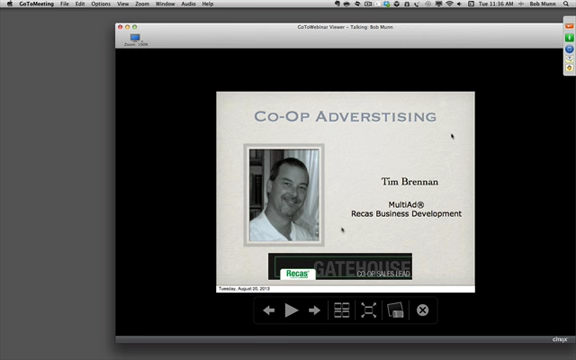 GoToMeeting File Edit View Zoom Window Audio Help Tue 11:36 AM Bob Munn
GoToWebinar Viewer - Talking: Bob Munn
Co-Op Adverstising
Tim Brennan
MultiAd®
Recas Business Development
GATEHOUSE
Recas
CO-OP SALES LEAD
Tuesday, August 20, 2013
citrix